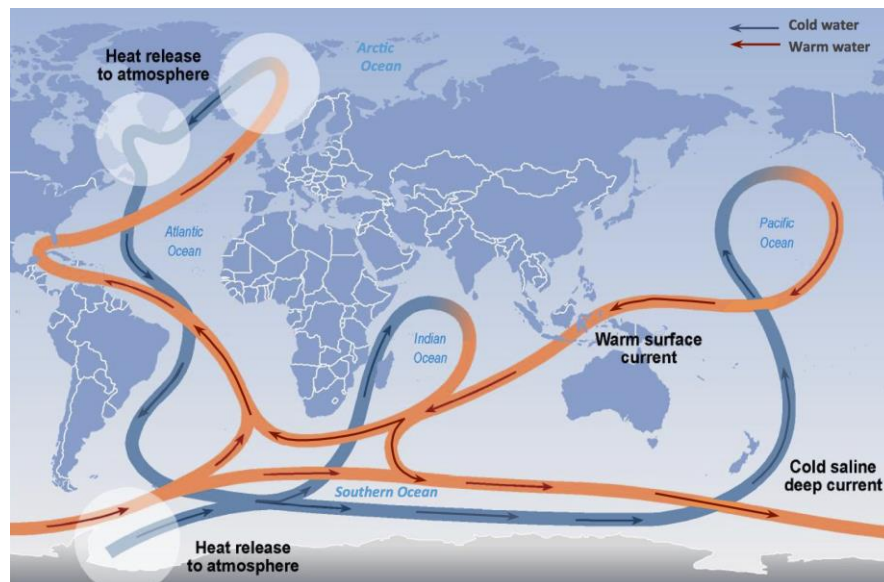 Heat release
to atmosphere
Arctic
Ocean
Cold water
Warm water
Atlantic
Ocean
Pacific
Ocean
Indian
Ocean
Warm surface
current
Southern Ocean
Cold saline
deep current
Heat release
to atmosphere